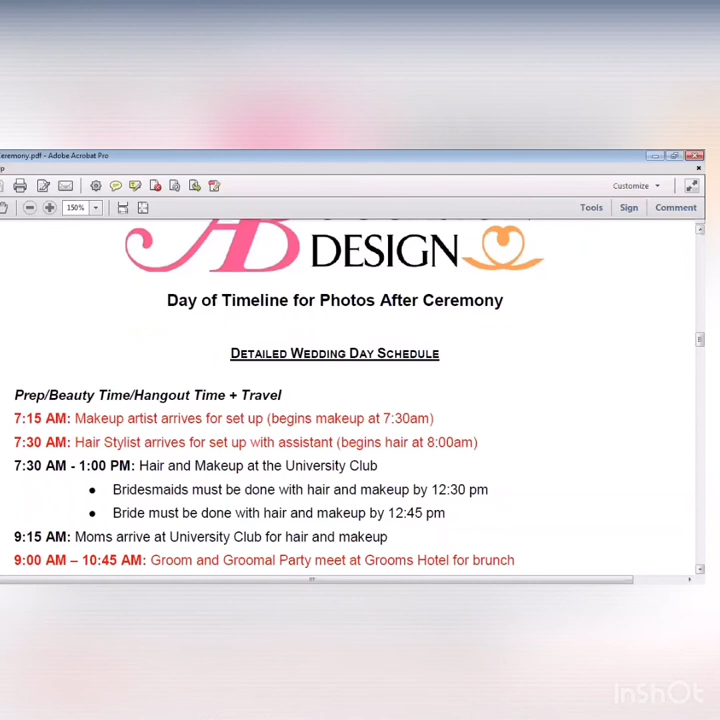 eremony.pdf - Adobe Acrobat Pro
p
Customize
150%
Tools Sign Comment
AB
DESIGN
Day of Timeline for Photos After Ceremony
DETAILED WEDDING DAY SCHEDULE
Prep/Beauty Time/Hangout Time + Travel
7:15 AM: Makeup artist arrives for set up (begins makeup at 7:30am)
7:30 AM: Hair Stylist arrives for set up with assistant (begins hair at 8:00am)
7:30 AM - 1:00 PM: Hair and Makeup at the University Club
● Bridesmaids must be done with hair and makeup by 12:30 pm
● Bride must be done with hair and makeup by 12:45 pm
9:15 AM: Moms arrive at University Club for hair and makeup
9:00 AM – 10:45 AM: Groom and Groomal Party meet at Grooms Hotel for brunch
InShOt